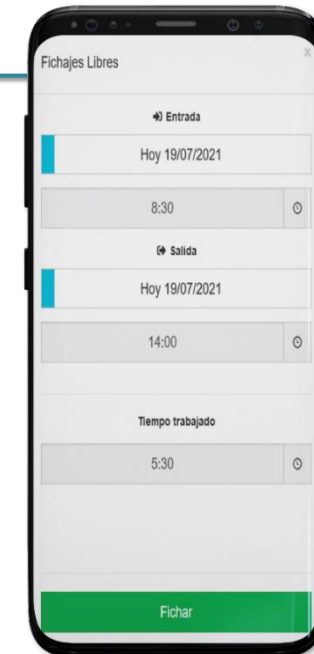 Fichajes Libres
x
Entrada
Hoy 19/07/2021
8:30
Salida
Hoy 19/07/2021
14:00
Tiempo trabajado
5:30
Fichar